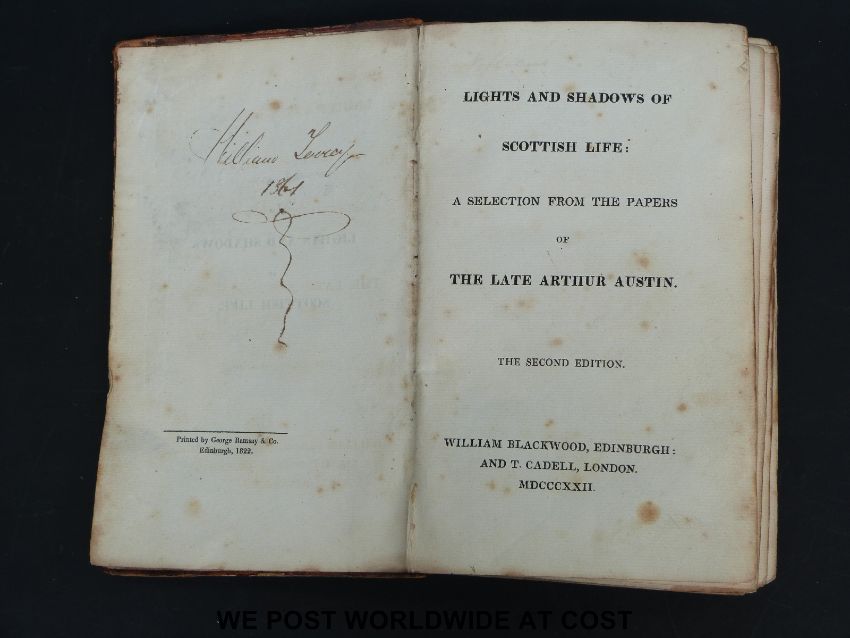 William
1861
Printed by George Ramsay & Co.
Edinburgh, 1822.
LIGHTS AND SHADOWS OF
SCOTTISH LIFE:
A SELECTION FROM THE PAPERS
OF
THE LATE ARTHUR AUSTIN.
THE SECOND EDITION.
WILLIAM BLACKWOOD, EDINBURGH:
AND T. CADELL, LONDON.
MDCCCXXII.
WE POST WORLDWIDE AT COST